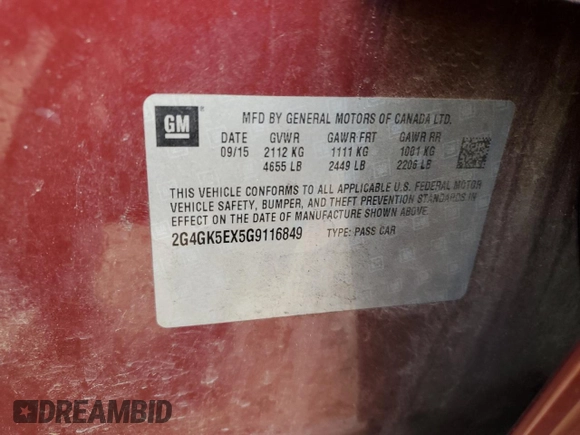 GM
MFD BY GENERAL MOTORS OF CANADA LTD.
DATE GVWR GAWR FRT GAWR RR
09/15 2112 KG 1111 KG 1001 KG
4655 LB 2449 LB 2206 LB
THIS VEHICLE CONFORMS TO ALL APPLICABLE U.S. FEDERAL MOTOR
VEHICLE SAFETY, BUMPER, AND THEFT PREVENTION STANDARDS IN
EFFECT ON THE DATE OF MANUFACTURE SHOWN ABOVE.
2G4GK5EX5G9116849 TYPE: PASS CAR
DREAMBID